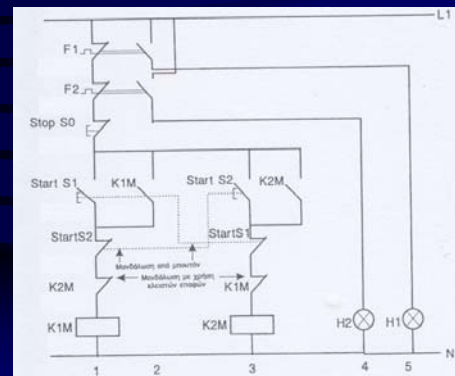 L1
F1
F2
Stop S0
Start S1
K1M
Start S2
K2M
StartS2
StartS1
Μανδάλωση από μπουτόν
Μανδάλωση με χρήση
κλειστών επαφών
K2M
K1M
K1M
K2M
H2
H1
N
1
2
3
4
5